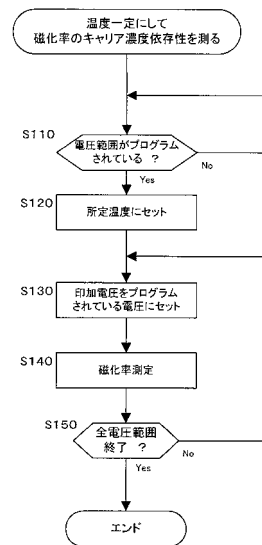 温度一定にして
磁化率のキャリア濃度依存性を測る
S110
電圧範囲がプログラム
されている ?
No
Yes
S120
所定温度にセット
S130
印加電圧をプログラム
されている電圧にセット
S140
磁化率測定
S150
全電圧範囲
終了 ?
No
Yes
エンド